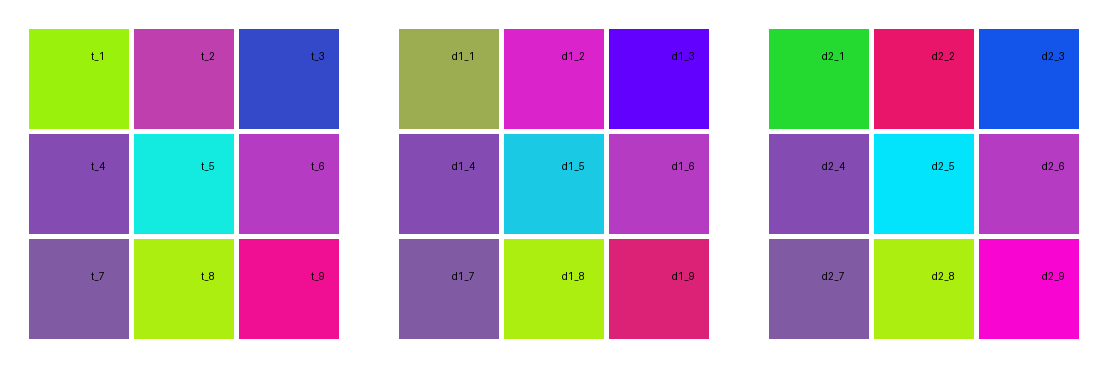 t_1 t_2 t_3 d1_1 d1_2 d1_3 d2_1 d2_2 d2_3
t_4 t_5 t_6 d1_4 d1_5 d1_6 d2_4 d2_5 d2_6
t_7 t_8 t_9 d1_7 d1_8 d1_9 d2_7 d2_8 d2_9